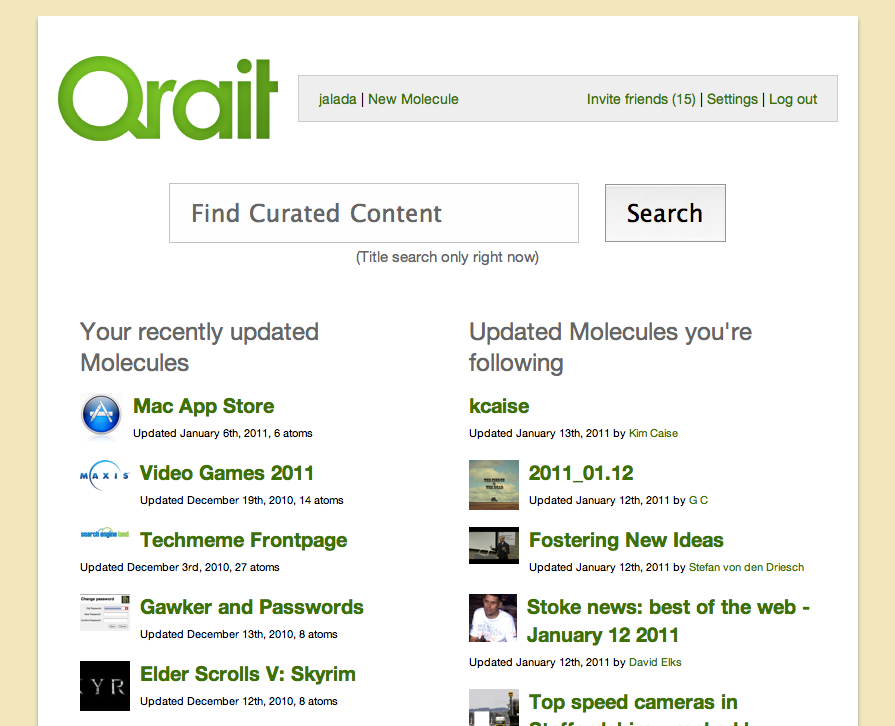 Qrait
jalada | New Molecule
Invite friends (15) | Settings | Log out
Find Curated Content
Search
(Title search only right now)
Your recently updated
Molecules
Mac App Store
Updated January 6th, 2011, 6 atoms
MAXIS
Video Games 2011
Updated December 19th, 2010, 14 atoms
search engine land
Techmeme Frontpage
Updated December 3rd, 2010, 27 atoms
Change password
Gawker and Passwords
Updated December 13th, 2010, 8 atoms
KYR
Elder Scrolls V: Skyrim
Updated December 12th, 2010, 8 atoms
Updated Molecules you're
following
kcaise
Updated January 13th, 2011 by Kim Caise
2011_01.12
Updated January 12th, 2011 by G C
Fostering New Ideas
Updated January 12th, 2011 by Stefan von den Driesch
Stoke news: best of the web -
January 12 2011
Updated January 12th, 2011 by David Elks
Top speed cameras in